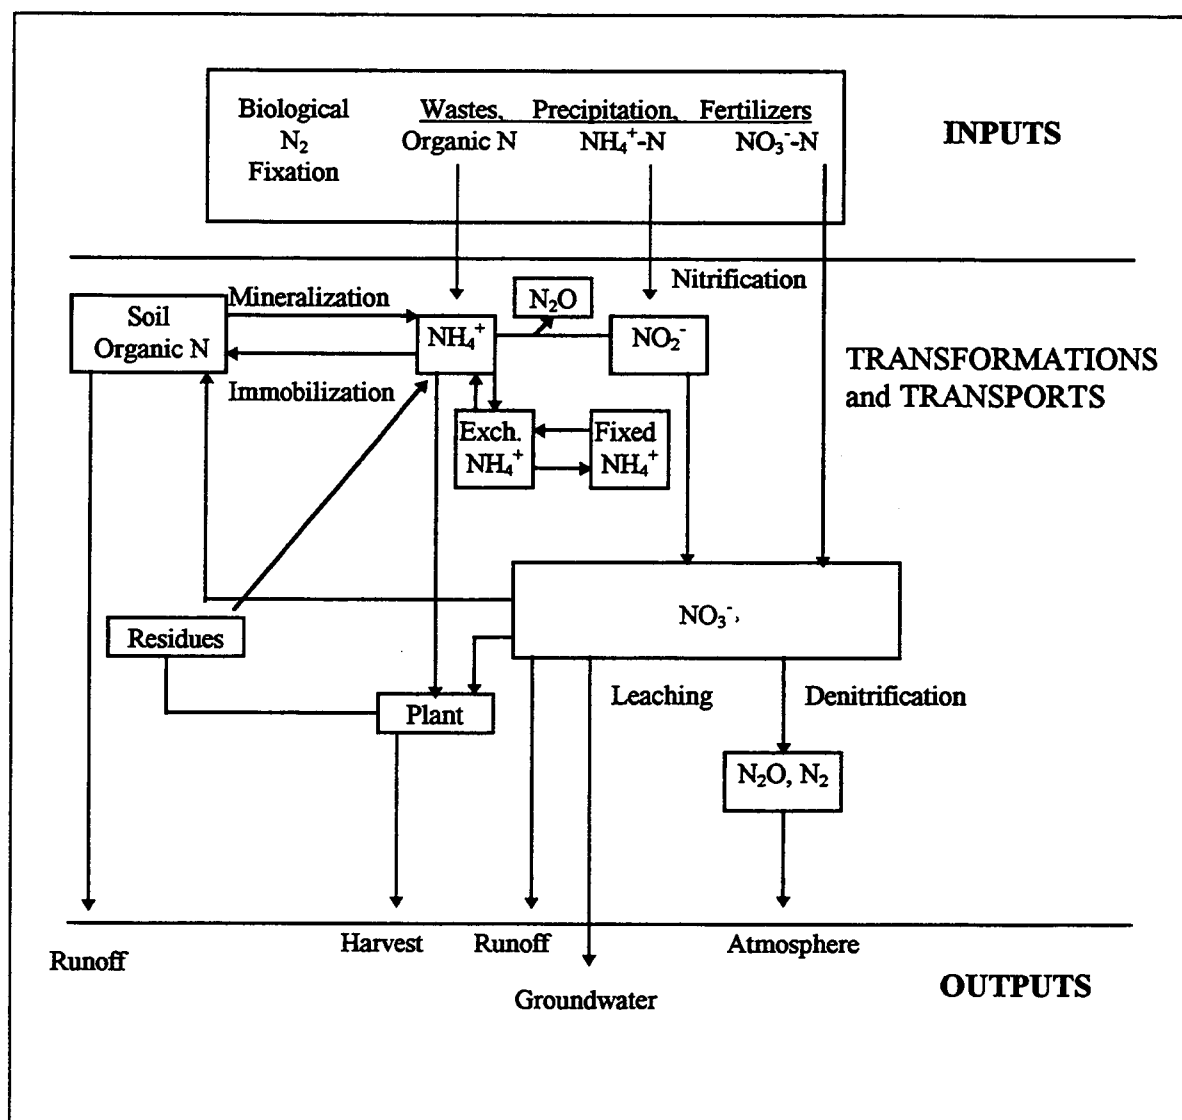 Biological
N₂
Fixation
Wastes, Precipitation, Fertilizers
Organic N NH₄⁺-N NO₃⁻-N
INPUTS
Nitrification
Mineralization
N₂O
Soil
Organic N
NH₄⁺
NO₂⁻
TRANSFORMATIONS
and TRANSPORTS
Immobilization
Exch.
NH₄⁺
Fixed
NH₄⁺
NO₃⁻,
Residues
Leaching
Denitrification
Plant
N₂O, N₂
Runoff
Harvest
Runoff
Atmosphere
Groundwater
OUTPUTS